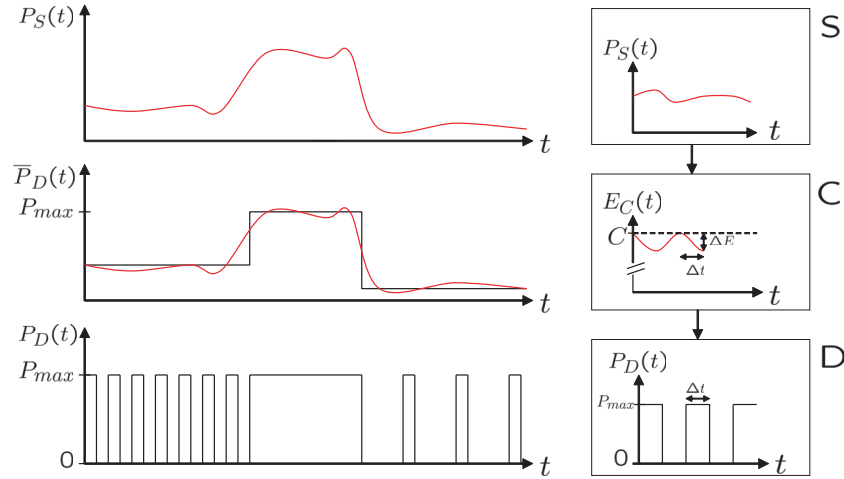 P_S(t)
t
P̅_D(t)
P_max
t
P_D(t)
P_max
0
t
S
P_S(t)
t
C
E_C(t)
C
ΔE
Δt
t
D
P_D(t)
Δt
P_max
0
t